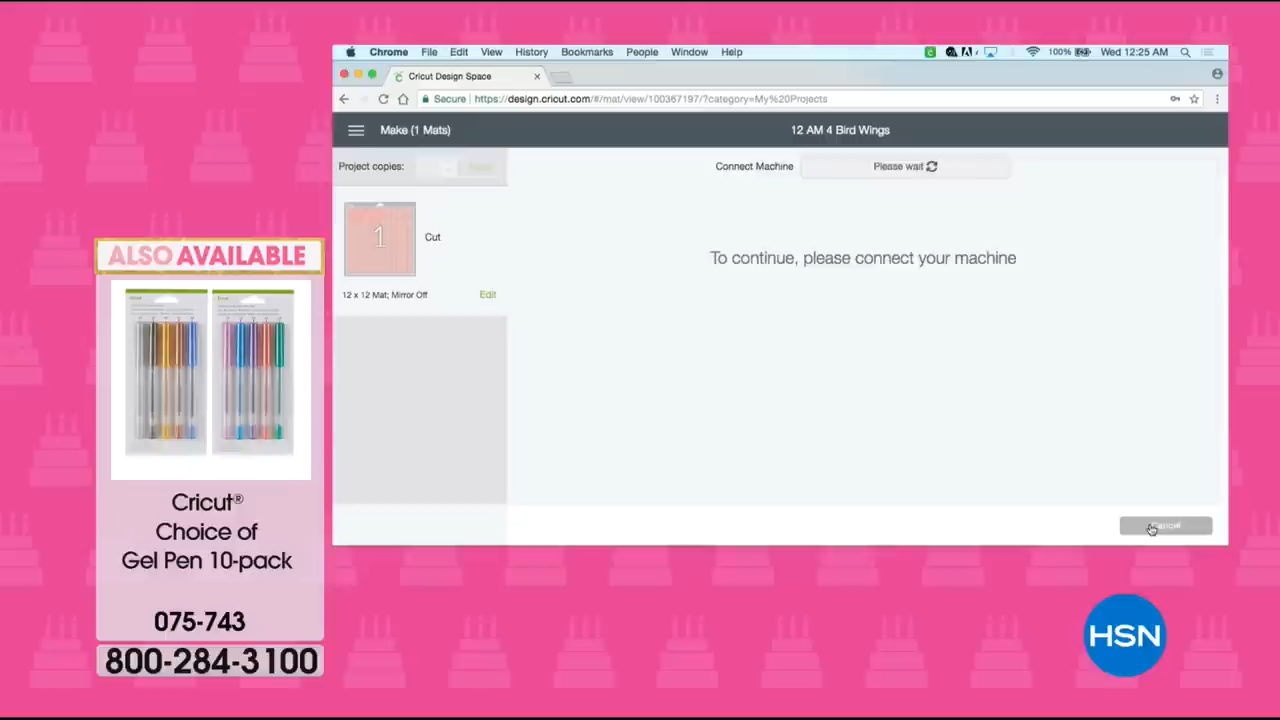 Chrome File Edit View History Bookmarks People Window Help 100% Wed 12:25 AM
Cricut Design Space
Secure https://design.cricut.com/#/mat/view/100367197/?category=My%20Projects
Make (1 Mats) 12 AM 4 Bird Wings
Project copies: Connect Machine Please wait
1 Cut
To continue, please connect your machine
12 x 12 Mat; Mirror Off Edit
Cancel
ALSO AVAILABLE
Cricut®
Choice of
Gel Pen 10-pack
075-743
800-284-3100
HSN